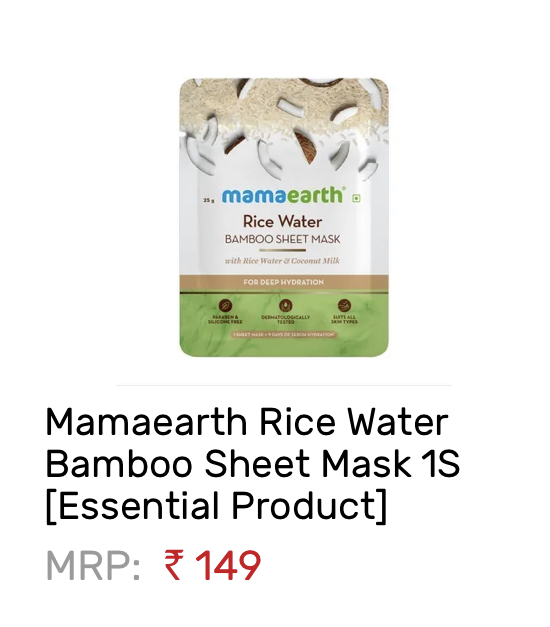 25 g mamaearth®
Rice Water
BAMBOO SHEET MASK
with Rice Water & Coconut Milk
FOR DEEP HYDRATION
PARABEN & SILICONE FREE
DERMATOLOGICALLY TESTED
SUITS ALL SKIN TYPES
Mamaearth Rice Water
Bamboo Sheet Mask 1S
[Essential Product]
MRP: ₹ 149